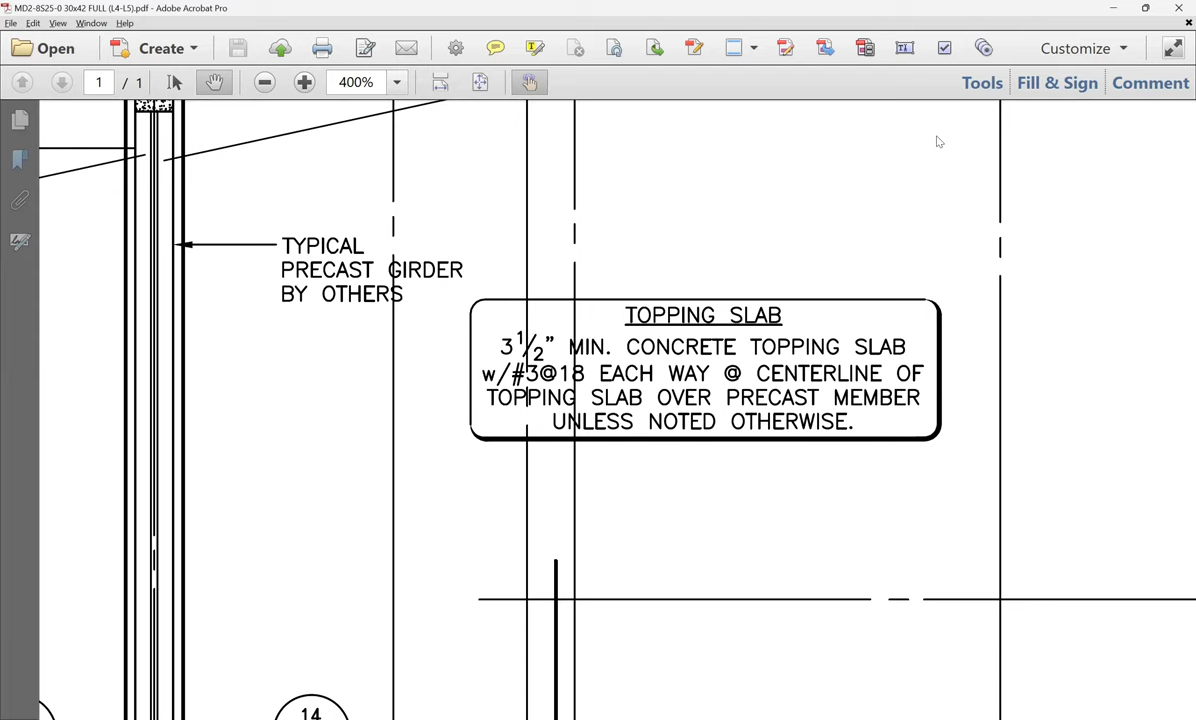 MD2-8S25-0 30x42 FULL (L4-L5).pdf - Adobe Acrobat Pro
File Edit View Window Help
Open Create Customize
1 / 1 400% Tools Fill & Sign Comment
TYPICAL
PRECAST GIRDER
BY OTHERS
TOPPING SLAB
3 1/2" MIN. CONCRETE TOPPING SLAB
w/#3@18 EACH WAY @ CENTERLINE OF
TOPPING SLAB OVER PRECAST MEMBER
UNLESS NOTED OTHERWISE.
14